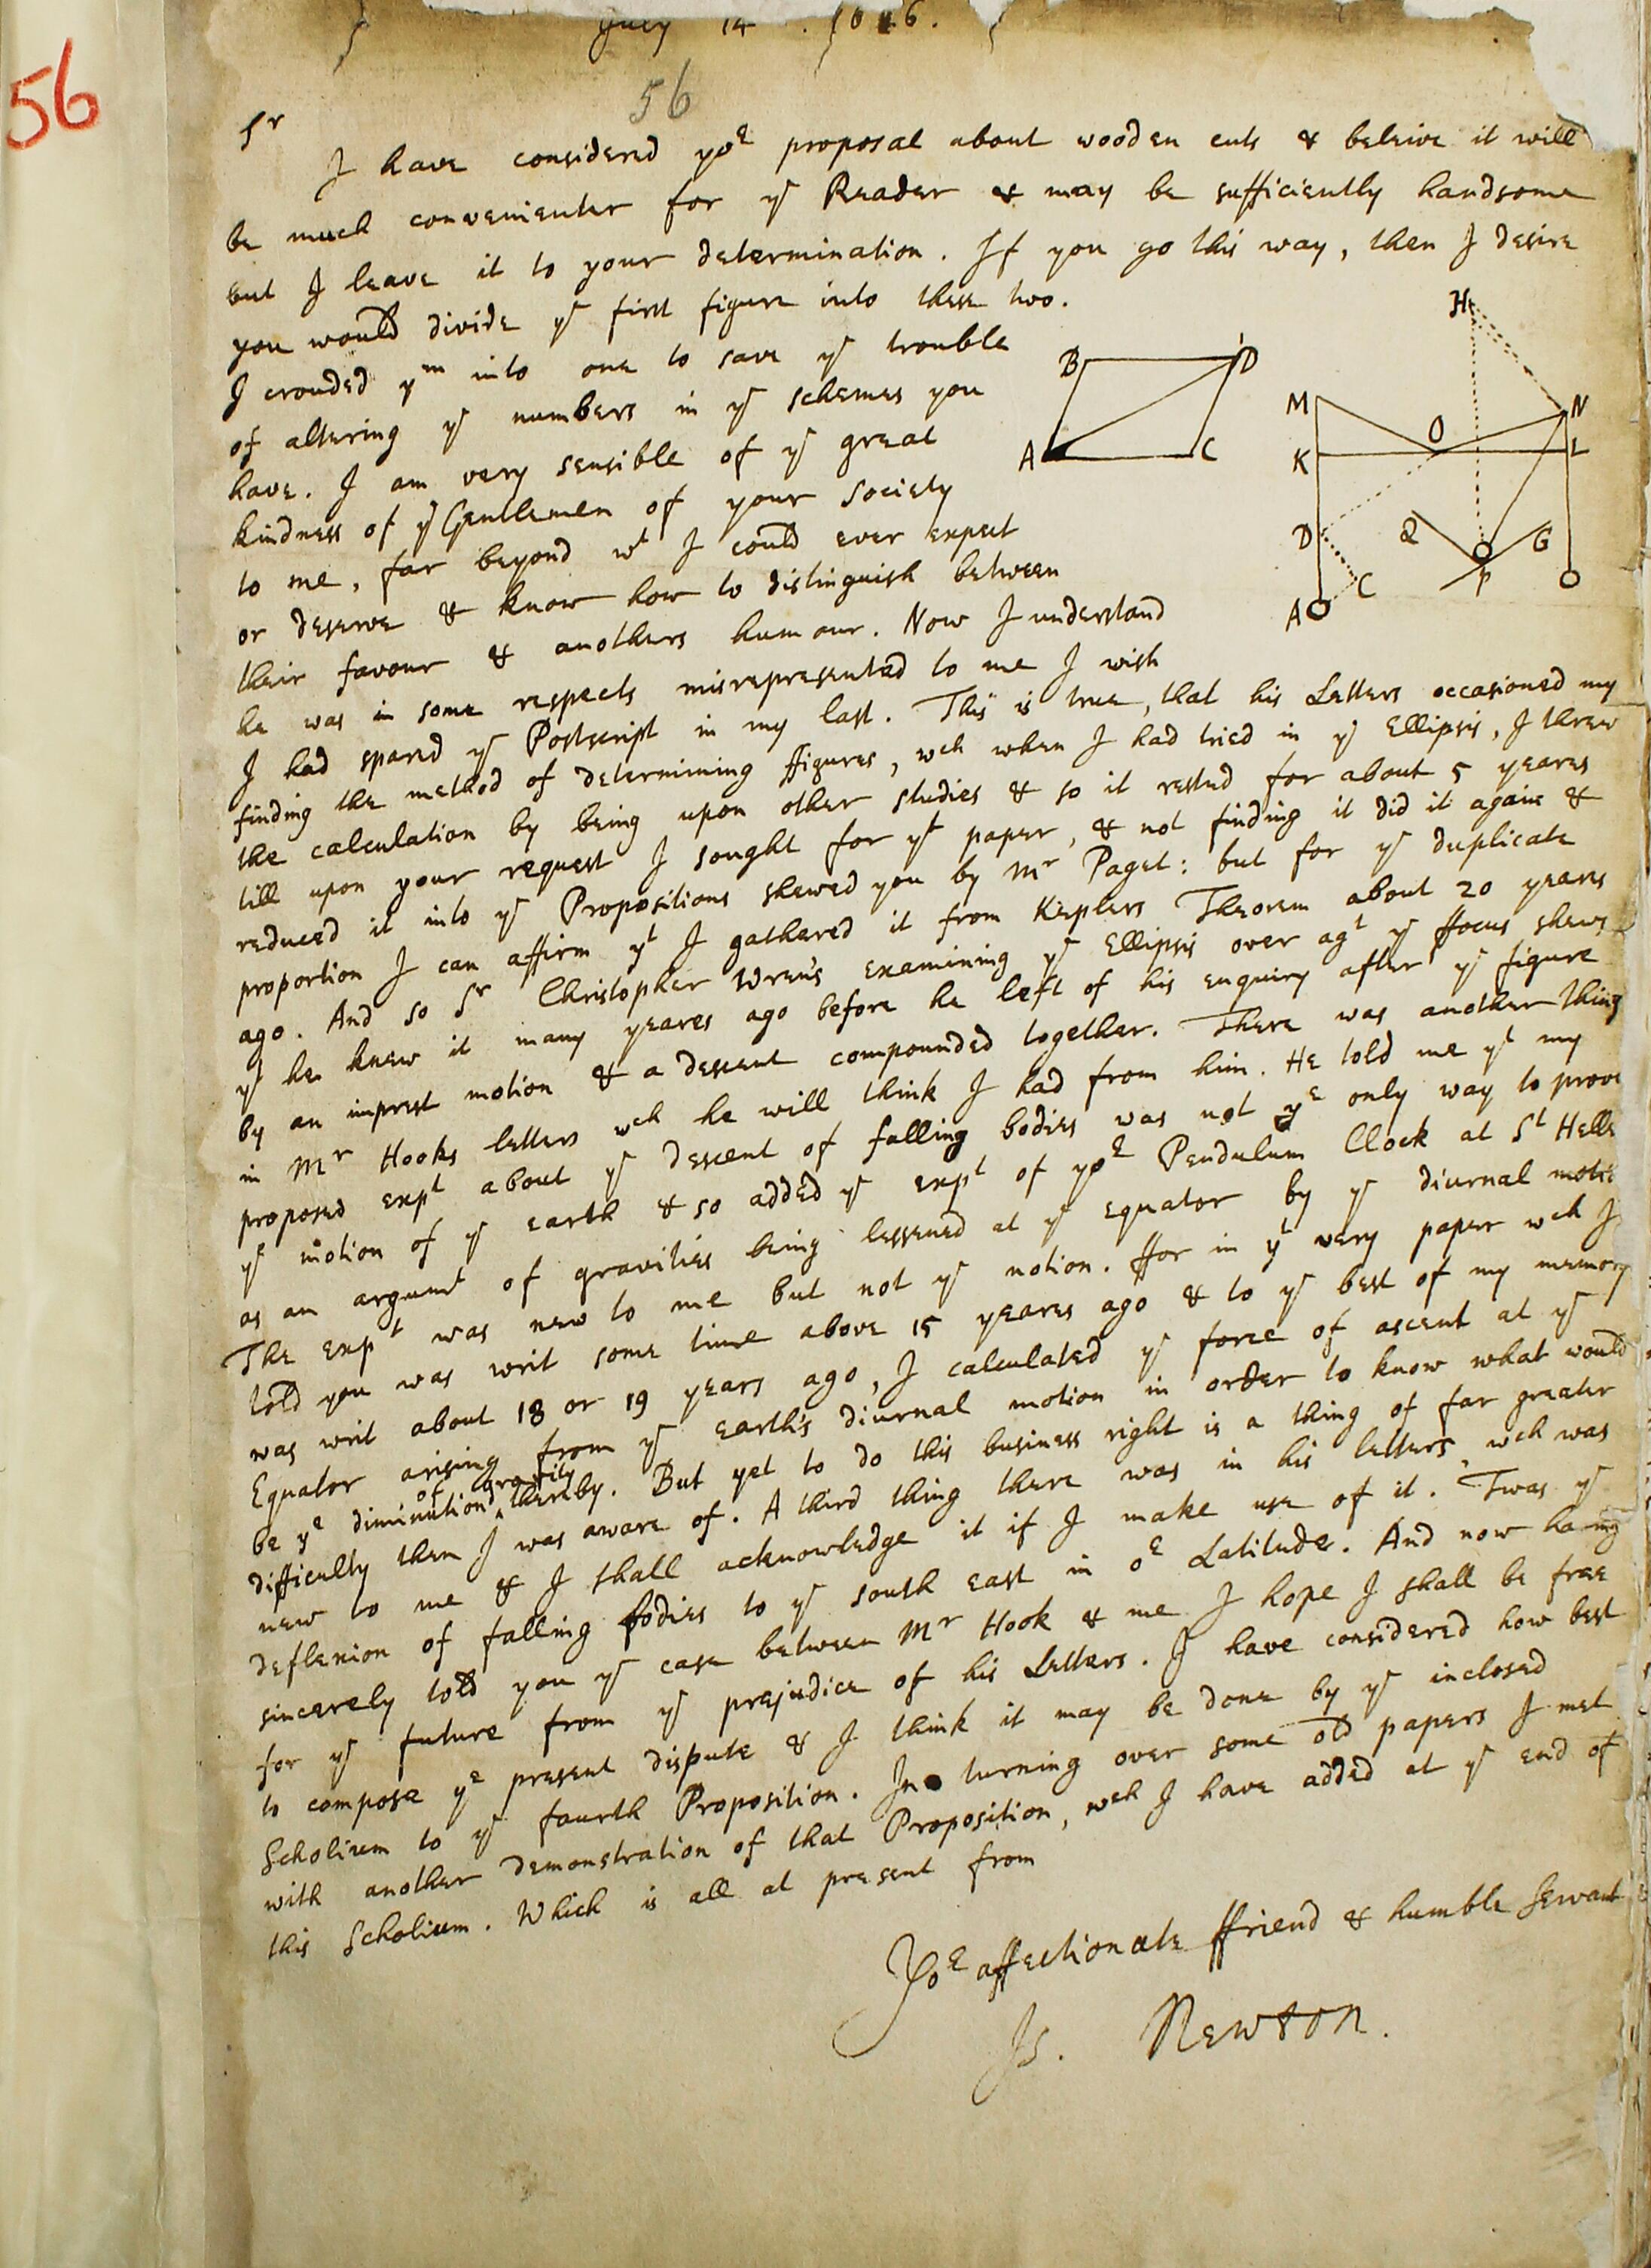 56
July 14. 1686.
56
Sr
I have considered yor proposal about wooden cuts & beleive it will
be much convenienter for ye Reader & may be sufficiently handsome
but I leave it to your determination. If you go this way, then I desire
you would divide ye first figure into these two.
I crouded ym into one to save ye trouble
of altering ye numbers in ye schemes you
have. I am very sensible of ye great
kindness of ye Gentlemen of your Society
to me, far beyond wt I could ever expect
or deserve & know how to distinguish between
their favour & anothers humour. Now I understand
he was in some respects misrepresented to me I wish
I had spared ye Postscript in my last. This is true, that his Letters occasioned my
finding the method of determining ffigures, wch when I had tried in ye Ellipsis, I threw
the calculation by being upon other studies & so it rested for about 5 yeares
till upon your request I sought for yt paper, & not finding it did it again &
reduced it into ye Propositions shewed you by Mr Paget: but for ye duplicate
proportion I can affirm yt I gathered it from Keplers Theorem about 20 yeares
ago. And so Sr Christopher Wren's examining ye Ellipsis over agt ye ffocus shews
yt he knew it many yeares ago before he left of his enquiry after ye figure
by an imprest motion & a descent compounded together. There was another thing
in Mr Hooks letters wch he will think I had from him. He told me yt my
proposed expt about ye descent of falling bodies was not ye only way to prove
ye motion of ye earth & so added ye expt of yor Pendulum Clock at St Helle
as an argumt of gravities being lessened at ye equator by ye diurnal motio
The expt was new to me but not ye notion. ffor in yt very paper wch I
told you was writ some time above 15 yeares ago & to ye best of my memory
was writ about 18 or 19 years ago, I calculated ye force of ascent at ye
Equator arising from ye earth's diurnal motion in order to know what would
be ye diminution of gravity thereby. But yet to do this business right is a thing of far greater
difficulty then I was aware of. A third thing there was in his letters, wch was
new to me & I shall acknowledge it if I make use of it. Twas ye
deflexion of falling bodies to ye south east in or Latitude. And now having
sincerely told you ye case between Mr Hook & me I hope I shall be free
for ye future from ye prejudice of his Letters. I have considered how best
to compose ye present dispute & I think it may be done by ye inclosed
Scholium to ye fourth Proposition. In turning over some old papers I met
with another demonstration of that Proposition, wch I have added at ye end of
this Scholium. Which is all at present from
Yor affectionate ffriend & humble Servant
Is. Newton.
B D
A C
H
M O N
K L
D Q G
C P
A